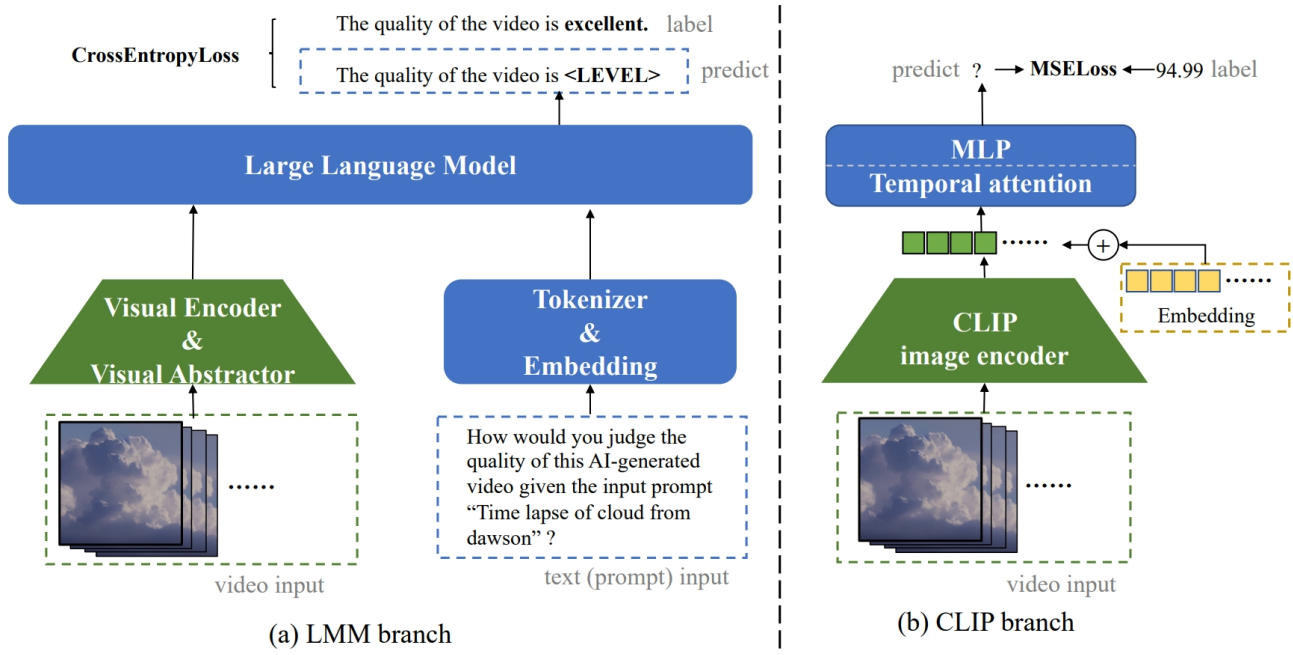 The quality of the video is excellent. label
CrossEntropyLoss
The quality of the video is <LEVEL> predict
Large Language Model
Visual Encoder
&
Visual Abstractor
Tokenizer
&
Embedding
......
How would you judge the
quality of this AI-generated
video given the input prompt
“Time lapse of cloud from
dawson” ?
video input
text (prompt) input
(a) LMM branch
predict ? MSELoss 94.99 label
MLP
Temporal attention
...... +
......
Embedding
CLIP
image encoder
......
video input
(b) CLIP branch